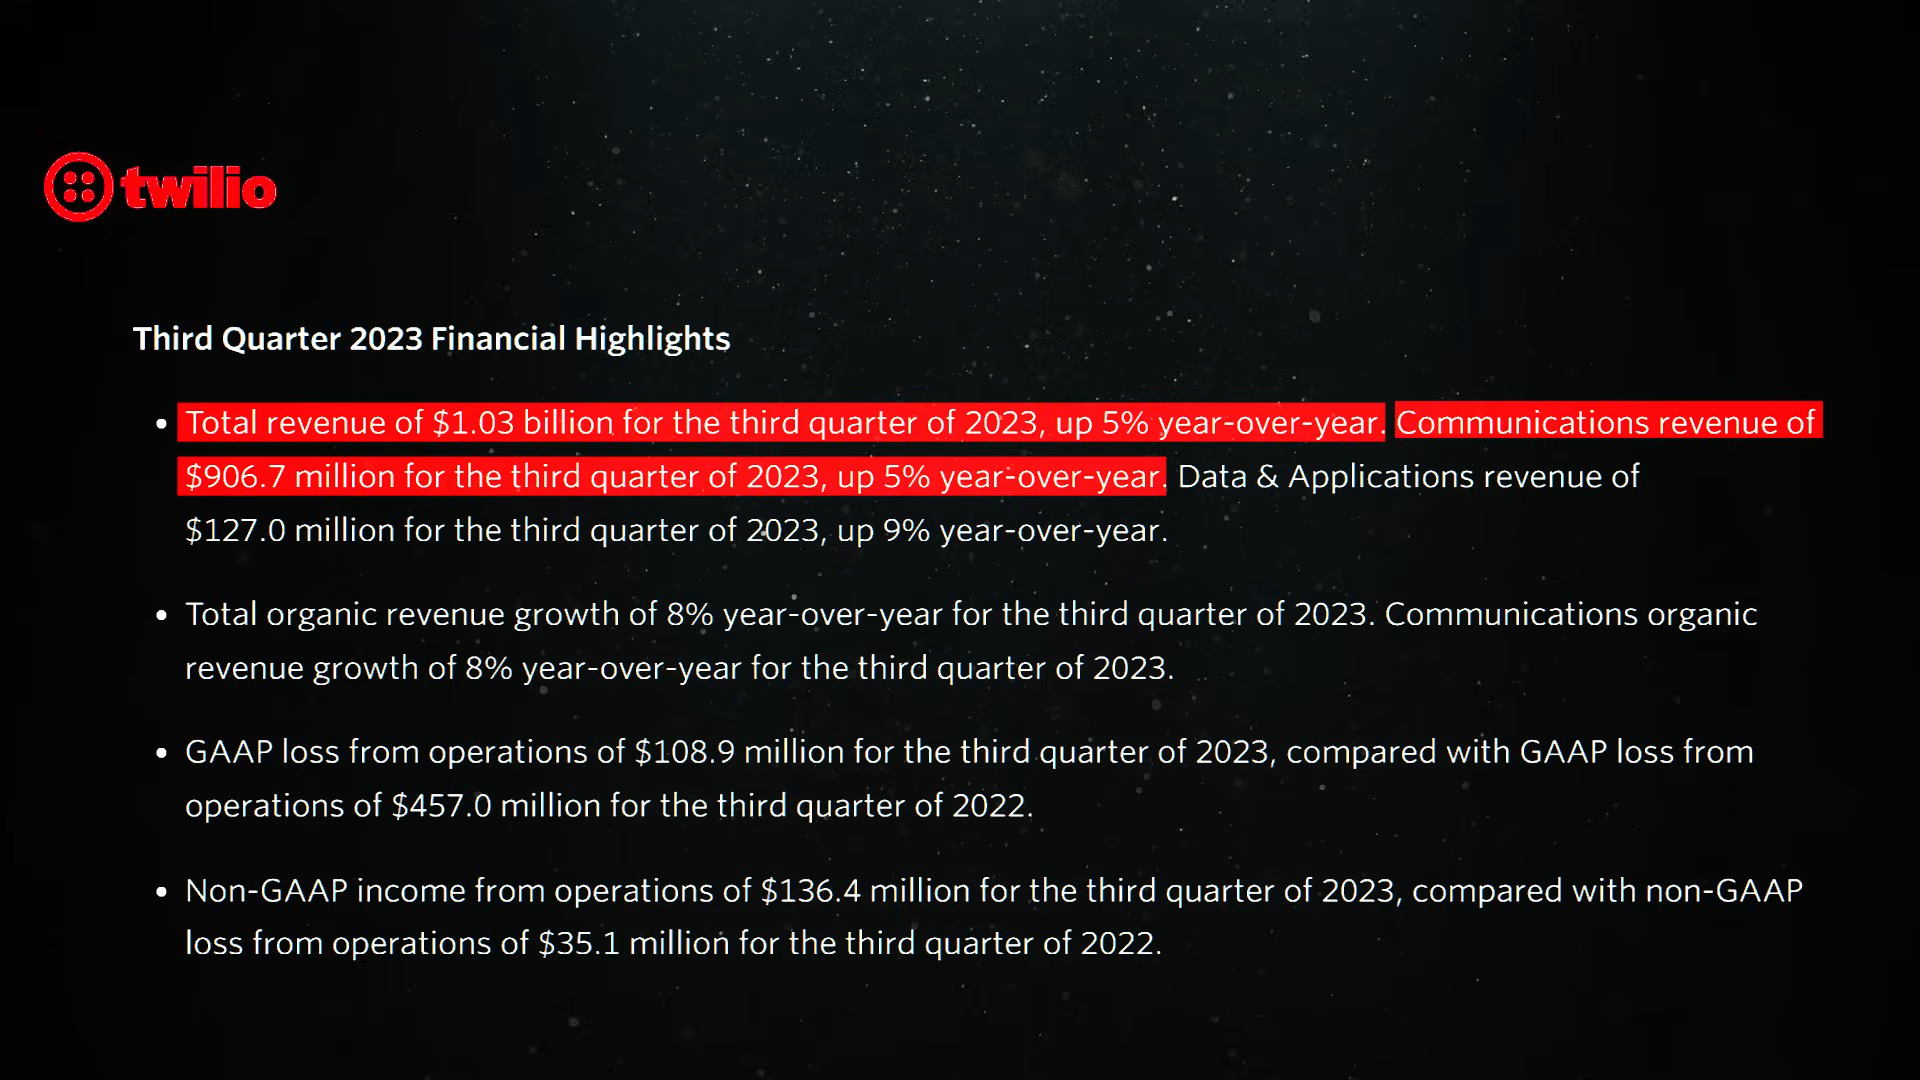 twilio
Third Quarter 2023 Financial Highlights
• Total revenue of $1.03 billion for the third quarter of 2023, up 5% year-over-year. Communications revenue of
$906.7 million for the third quarter of 2023, up 5% year-over-year. Data & Applications revenue of
$127.0 million for the third quarter of 2023, up 9% year-over-year.
• Total organic revenue growth of 8% year-over-year for the third quarter of 2023. Communications organic
revenue growth of 8% year-over-year for the third quarter of 2023.
• GAAP loss from operations of $108.9 million for the third quarter of 2023, compared with GAAP loss from
operations of $457.0 million for the third quarter of 2022.
• Non-GAAP income from operations of $136.4 million for the third quarter of 2023, compared with non-GAAP
loss from operations of $35.1 million for the third quarter of 2022.